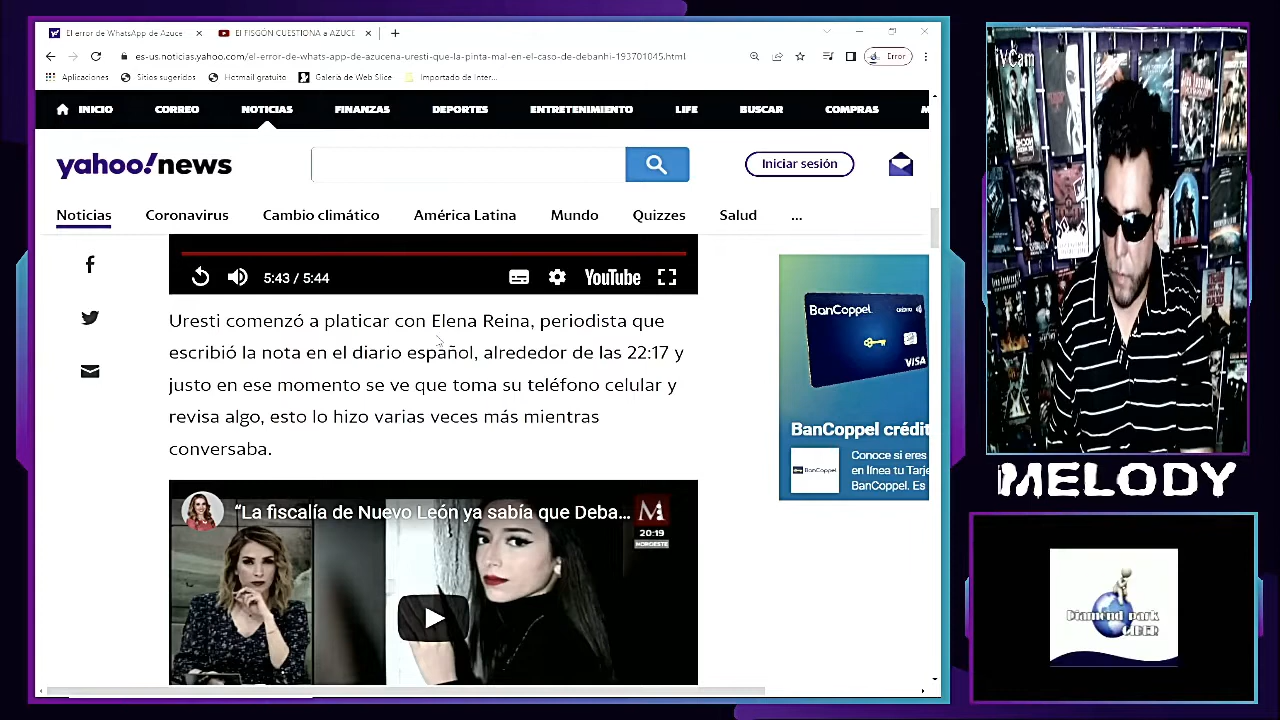 El error de WhatsApp de Azuce
El FISGÓN CUESTIONA a AZUCE
es-us.noticias.yahoo.com/el-error-de-whatsapp-de-azucena-uresti-que-la-pinta-mal-en-el-caso-de-debanhi-193701045.html
Error
Aplicaciones
Sitios sugeridos
Hotmail gratuito
Galería de Web Slice
Importado de Inter...
INICIO
CORREO
NOTICIAS
FINANZAS
DEPORTES
ENTRETENIMIENTO
LIFE
BUSCAR
COMPRAS
yahoo!news
Iniciar sesión
Noticias
Coronavirus
Cambio climático
América Latina
Mundo
Quizzes
Salud
...
5:43 / 5:44
YouTube
Uresti comenzó a platicar con Elena Reina, periodista que
escribió la nota en el diario español, alrededor de las 22:17 y
justo en ese momento se ve que toma su teléfono celular y
revisa algo, esto lo hizo varias veces más mientras
conversaba.
"La fiscalía de Nuevo León ya sabía que Deba...
M
20:19
BanCoppel
crédito
VISA
BanCoppel crédit
BanCoppel
Conoce si eres
en línea tu Tarje
BanCoppel. Es
iVCam
MELODY
Diamond park
CIBER